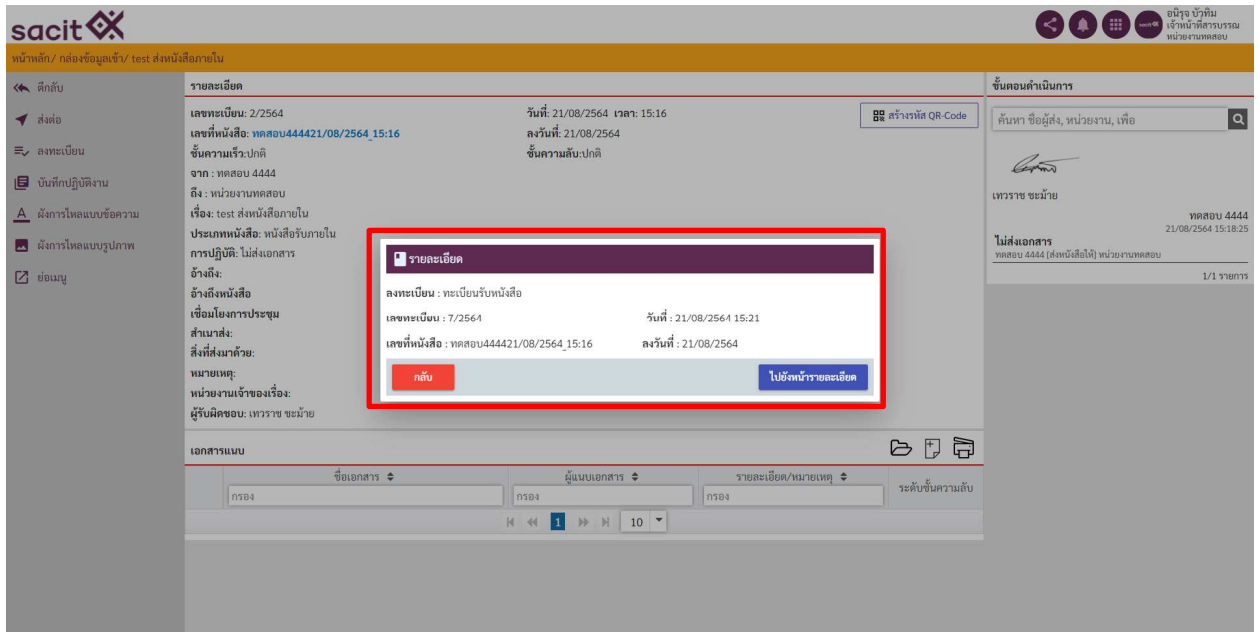 sacit
อนิรุจ บัวทิม
เจ้าหน้าที่สารบรรณ
หน่วยงานทดสอบ
หน้าหลัก/ กล่องข้อมูลเข้า/ test ส่งหนังสือภายใน
ตีกลับ
ส่งต่อ
ลงทะเบียน
บันทึกปฏิบัติงาน
ผังการไหลแบบข้อความ
ผังการไหลแบบรูปภาพ
ย่อเมนู
รายละเอียด
เลขทะเบียน: 2/2564 วันที่: 21/08/2564 เวลา: 15:16
สร้างรหัส QR-Code
เลขที่หนังสือ: ทดสอบ444421/08/2564_15:16 ลงวันที่: 21/08/2564
ชั้นความเร็ว:ปกติ ชั้นความลับ:ปกติ
จาก : ทดสอบ 4444
ถึง : หน่วยงานทดสอบ
เรื่อง: test ส่งหนังสือภายใน
ประเภทหนังสือ: หนังสือรับภายใน
การปฏิบัติ: ไม่ส่งเอกสาร
อ้างถึง:
อ้างถึงหนังสือ
เชื่อมโยงการประชุม
สำเนาส่ง:
สิ่งที่ส่งมาด้วย:
หมายเหตุ:
หน่วยงานเจ้าของเรื่อง:
ผู้รับผิดชอบ: เทวราช ชะม้าย
รายละเอียด
ลงทะเบียน : ทะเบียนรับหนังสือ
เลขทะเบียน : 7/2564 วันที่ : 21/08/2564 15:21
เลขที่หนังสือ : ทดสอบ444421/08/2564_15:16 ลงวันที่ : 21/08/2564
กลับ ไปยังหน้ารายละเอียด
เอกสารแนบ
ชื่อเอกสาร ผู้แนบเอกสาร รายละเอียด/หมายเหตุ ระดับชั้นความลับ
กรอง กรอง กรอง
1 10
ขั้นตอนดำเนินการ
ค้นหา ชื่อผู้ส่ง, หน่วยงาน, เพื่อ
เทวราช ชะม้าย
ทดสอบ 4444
21/08/2564 15:18:25
ไม่ส่งเอกสาร
ทดสอบ 4444 [ส่งหนังสือให้] หน่วยงานทดสอบ
1/1 รายการ